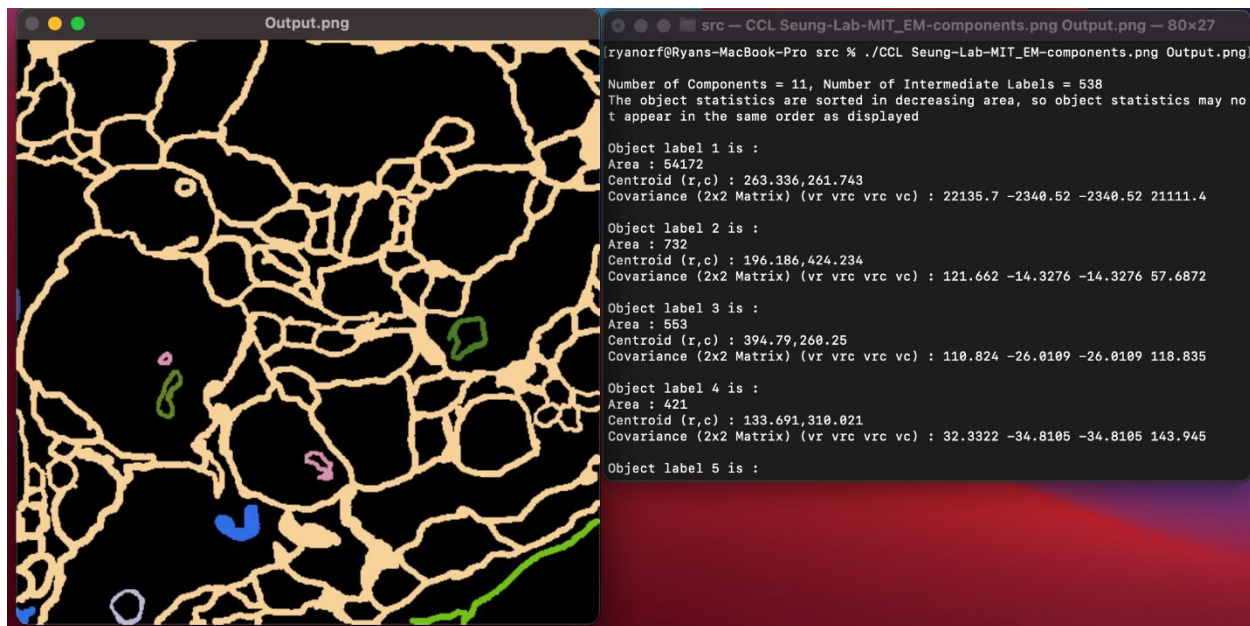 Output.png
src — CCL Seung-Lab-MIT_EM-components.png Output.png — 80×27
[ryanorf@Ryans-MacBook-Pro src % ./CCL Seung-Lab-MIT_EM-components.png Output.png]
Number of Components = 11, Number of Intermediate Labels = 538
The object statistics are sorted in decreasing area, so object statistics may no
t appear in the same order as displayed
Object label 1 is :
Area : 54172
Centroid (r,c) : 263.336,261.743
Covariance (2x2 Matrix) (vr vrc vrc vc) : 22135.7 -2340.52 -2340.52 21111.4
Object label 2 is :
Area : 732
Centroid (r,c) : 196.186,424.234
Covariance (2x2 Matrix) (vr vrc vrc vc) : 121.662 -14.3276 -14.3276 57.6872
Object label 3 is :
Area : 553
Centroid (r,c) : 394.79,260.25
Covariance (2x2 Matrix) (vr vrc vrc vc) : 110.824 -26.0109 -26.0109 118.835
Object label 4 is :
Area : 421
Centroid (r,c) : 133.691,310.021
Covariance (2x2 Matrix) (vr vrc vrc vc) : 32.3322 -34.8105 -34.8105 143.945
Object label 5 is :